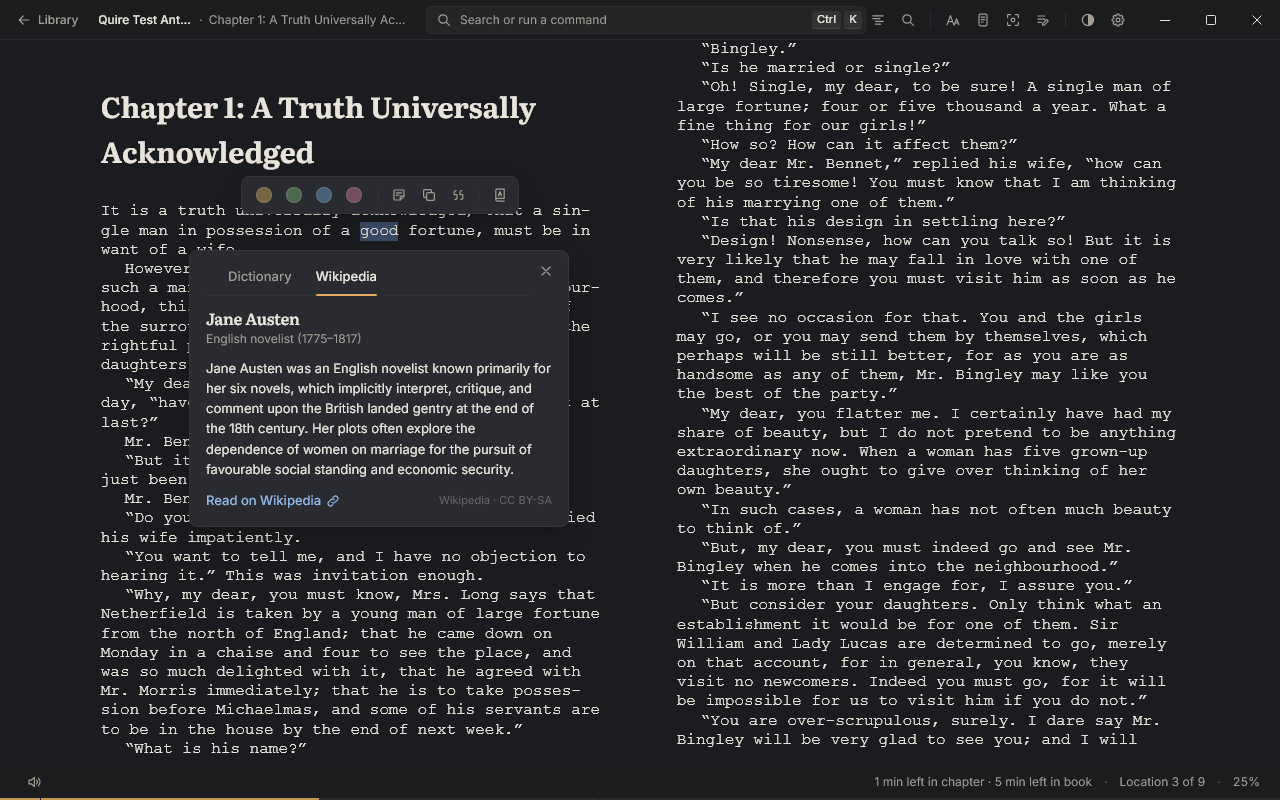 Library
Quire Test Ant... · Chapter 1: A Truth Universally Ac...
Search or run a command
Ctrl K
Chapter 1: A Truth Universally
Acknowledged
It is a truth a sin-
gle man in possession of a good fortune, must be in
want of a wife.
However
such a
hood,
the
rightful
daughters
"My
day, at
last?"
Mr.
"But it
just been
Mr.
"Do you
his wife impatiently.
"You want to tell me, and I have no objection to
hearing it." This was invitation enough.
"Why, my dear, you must know, Mrs. Long says that
Netherfield is taken by a young man of large fortune
from the north of England; that he came down on
Monday in a chaise and four to see the place, and
was so much delighted with it, that he agreed with
Mr. Morris immediately; that he is to take posses-
sion before Michaelmas, and some of his servants are
to be in the house by the end of next week."
"What is his name?"
Dictionary
Wikipedia
Jane Austen
English novelist (1775–1817)
Jane Austen was an English novelist known primarily for
her six novels, which implicitly interpret, critique, and
comment upon the British landed gentry at the end of
the 18th century. Her plots often explore the
dependence of women on marriage for the pursuit of
favourable social standing and economic security.
Read on Wikipedia
Wikipedia · CC BY-SA
"Bingley."
"Is he married or single?"
"Oh! Single, my dear, to be sure! A single man of
large fortune; four or five thousand a year. What a
fine thing for our girls!"
"How so? How can it affect them?"
"My dear Mr. Bennet," replied his wife, "how can
you be so tiresome! You must know that I am thinking
of his marrying one of them."
"Is that his design in settling here?"
"Design! Nonsense, how can you talk so! But it is
very likely that he may fall in love with one of
them, and therefore you must visit him as soon as he
comes."
"I see no occasion for that. You and the girls
may go, or you may send them by themselves, which
perhaps will be still better, for as you are as
handsome as any of them, Mr. Bingley may like you
the best of the party."
"My dear, you flatter me. I certainly have had my
share of beauty, but I do not pretend to be anything
extraordinary now. When a woman has five grown-up
daughters, she ought to give over thinking of her
own beauty."
"In such cases, a woman has not often much beauty
to think of."
"But, my dear, you must indeed go and see Mr.
Bingley when he comes into the neighbourhood."
"It is more than I engage for, I assure you."
"But consider your daughters. Only think what an
establishment it would be for one of them. Sir
William and Lady Lucas are determined to go, merely
on that account, for in general, you know, they
visit no newcomers. Indeed you must go, for it will
be impossible for us to visit him if you do not."
"You are over-scrupulous, surely. I dare say Mr.
Bingley will be very glad to see you; and I will
1 min left in chapter · 5 min left in book · Location 3 of 9 · 25%